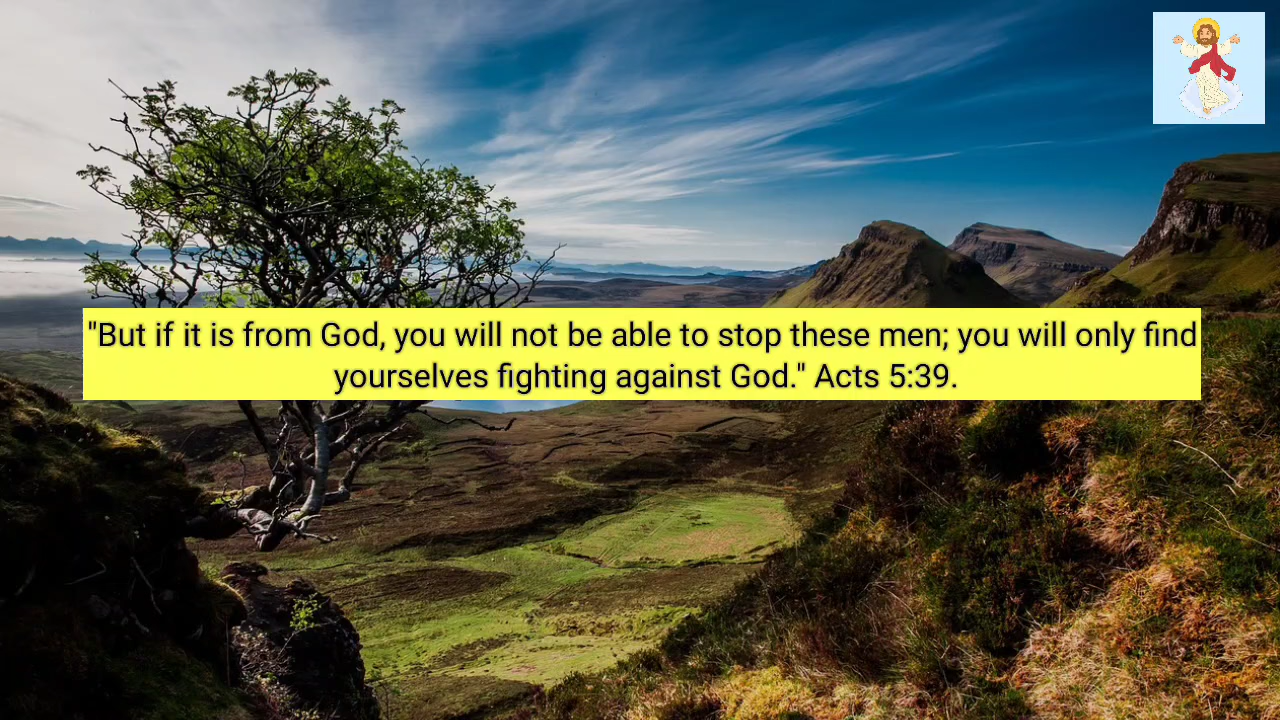 "But if it is from God, you will not be able to stop these men; you will only find
yourselves fighting against God." Acts 5:39.